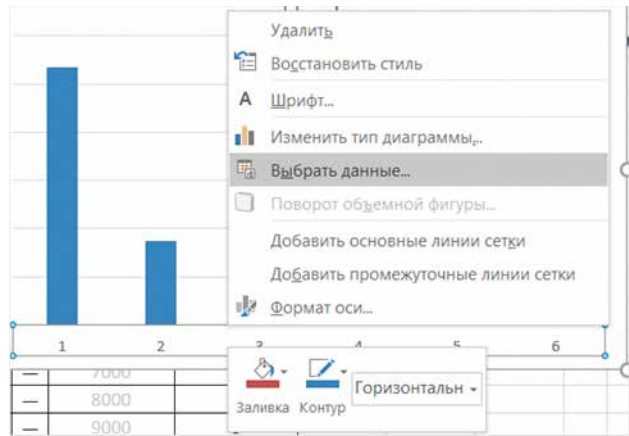 Удалить
Восстановить стиль
А Шрифт...
Изменить тип диаграммы...
Выбрать данные...
Поворот объемной фигуры...
Добавить основные линии сетки
Добавить промежуточные линии сетки
Формат оси...
1 2 3 4 5 6
— 7000
— 8000
— 9000
Заливка Контур
Горизонтальн